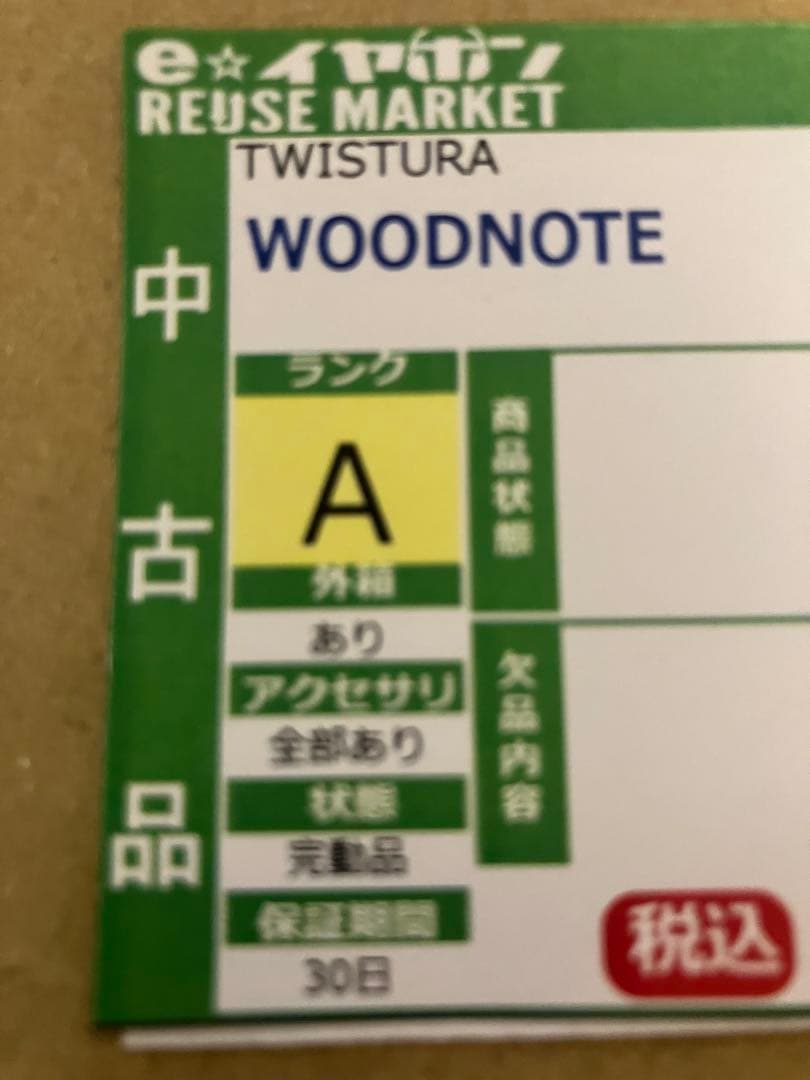 e☆イヤホン
REUSE MARKET
中古品
TWISTURA
WOODNOTE
ランク
A
外箱
あり
アクセサリ
全部あり
状態
完動品
保証期間
30日
商品状態
欠品内容
税込